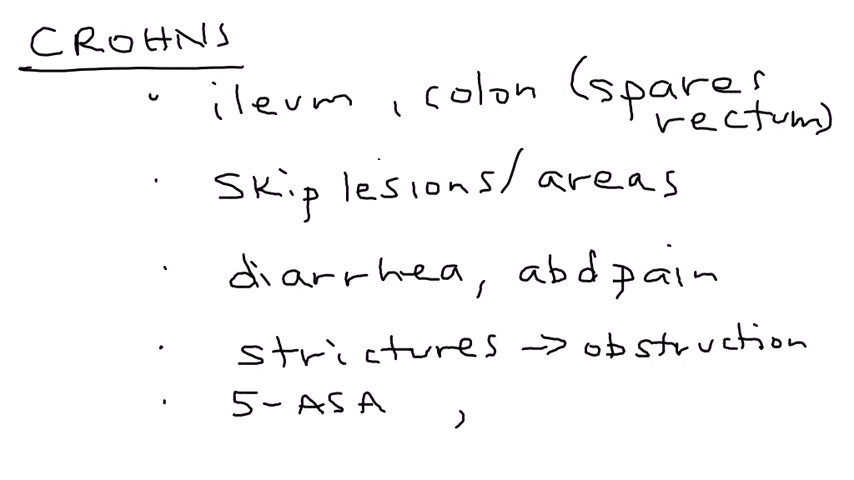 CROHNS
· ileum, colon (spares
rectum)
· skip lesions/areas
· diarrhea, abd pain
· strictures → obstruction
· 5-ASA ,